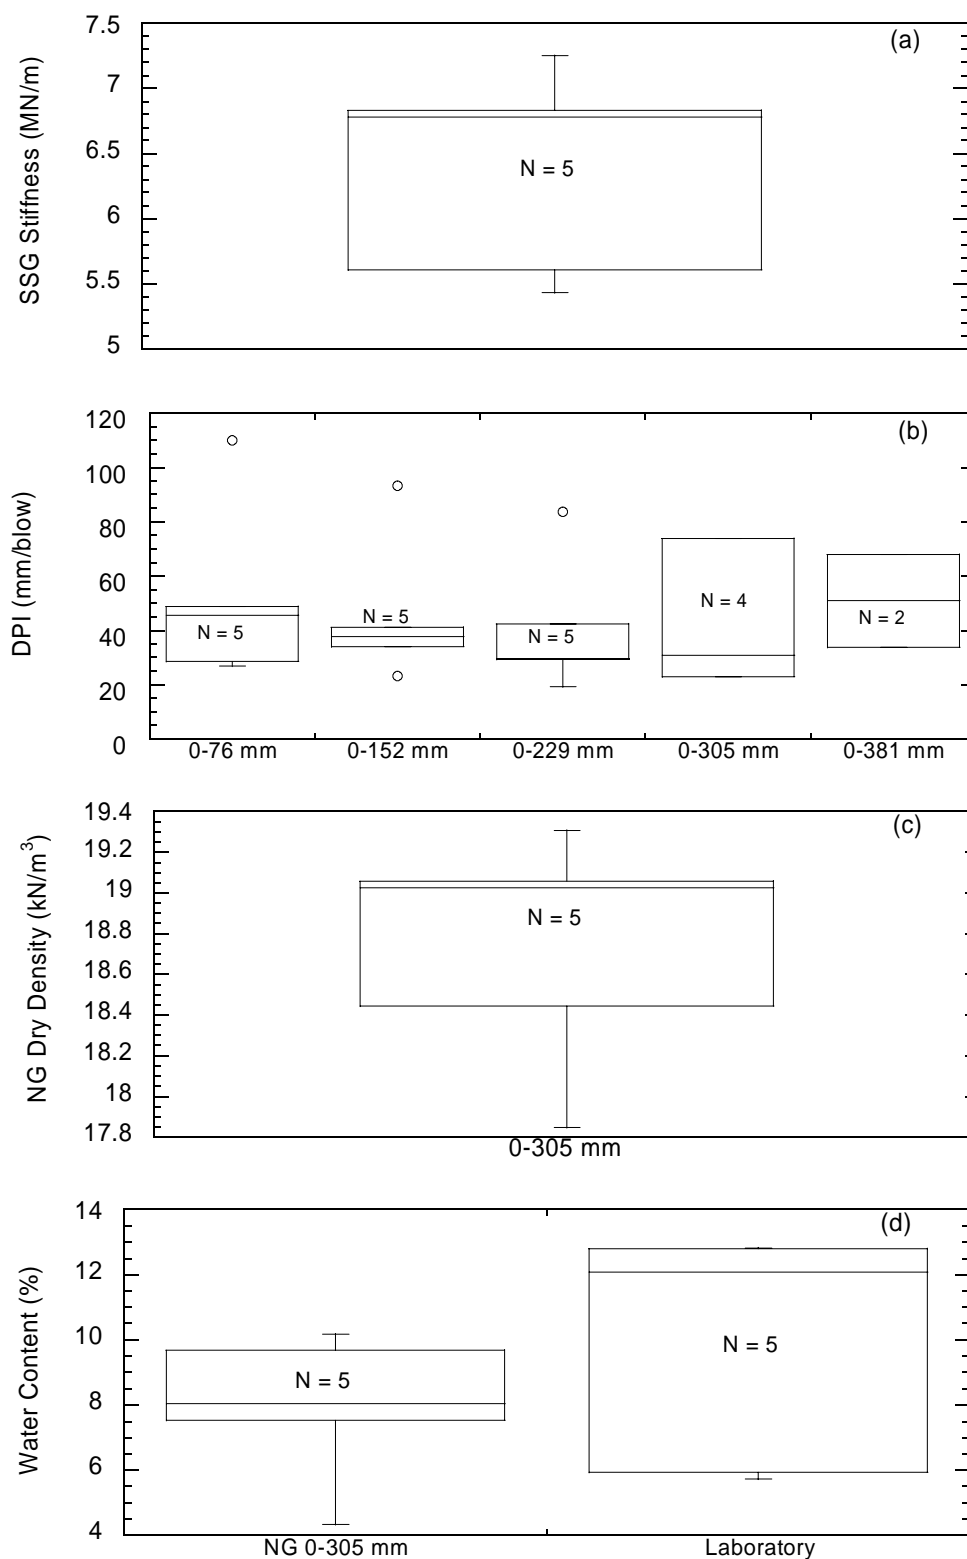 (a)
7.5
7
6.5
6
5.5
5
SSG Stiffness (MN/m)
N = 5
(b)
120
100
80
60
40
20
0
DPI (mm/blow)
N = 5
N = 5
N = 5
N = 4
N = 2
0-76 mm 0-152 mm 0-229 mm 0-305 mm 0-381 mm
(c)
19.4
19.2
19
18.8
18.6
18.4
18.2
18
17.8
NG Dry Density (kN/m³)
N = 5
0-305 mm
(d)
14
12
10
8
6
4
Water Content (%)
N = 5
N = 5
NG 0-305 mm Laboratory